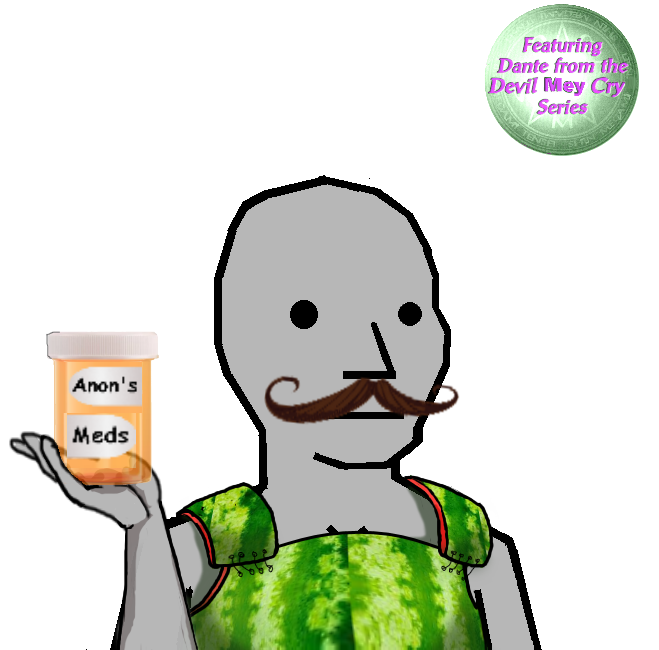 Featuring
Dante from the
Devil Mey Cry
Series
Anon's
Meds